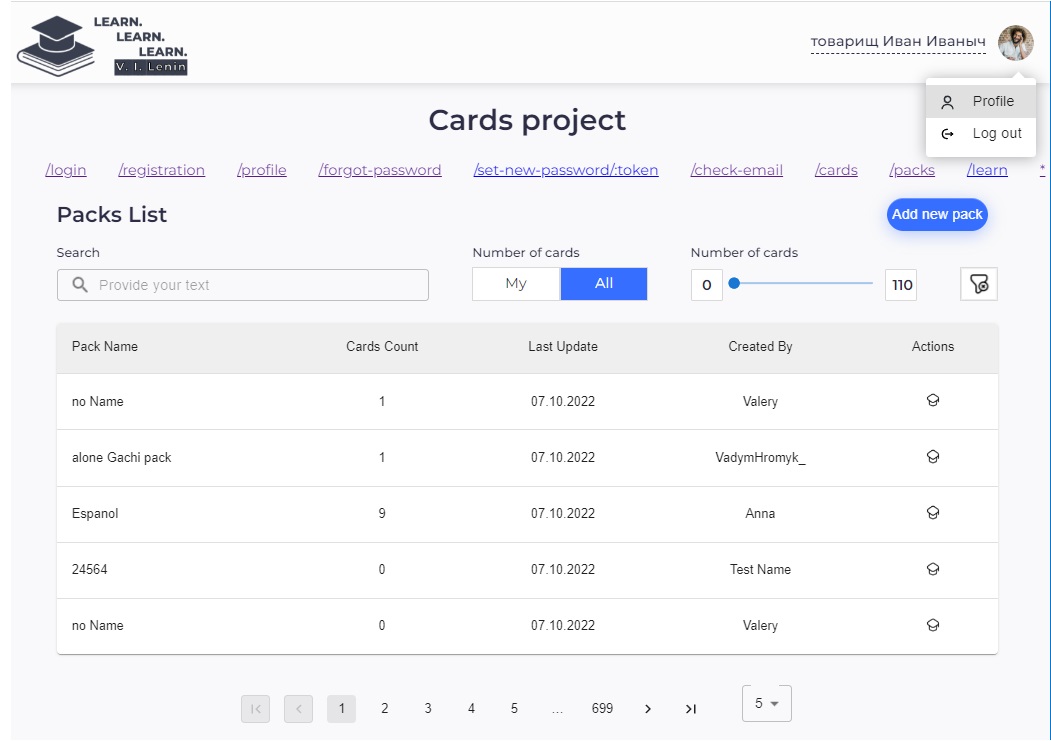 LEARN.
LEARN.
LEARN.
V. I. Lenin
товарищ Иван Иваныч
Profile
Log out
Cards project
/login /registration /profile /forgot-password /set-new-password/:token /check-email /cards /packs /learn *
Packs List
Add new pack
Search Number of cards Number of cards
Provide your text My All 0 110
Pack Name Cards Count Last Update Created By Actions
no Name 1 07.10.2022 Valery
alone Gachi pack 1 07.10.2022 VadymHromyk_
Espanol 9 07.10.2022 Anna
24564 0 07.10.2022 Test Name
no Name 0 07.10.2022 Valery
1 2 3 4 5 ... 699 5